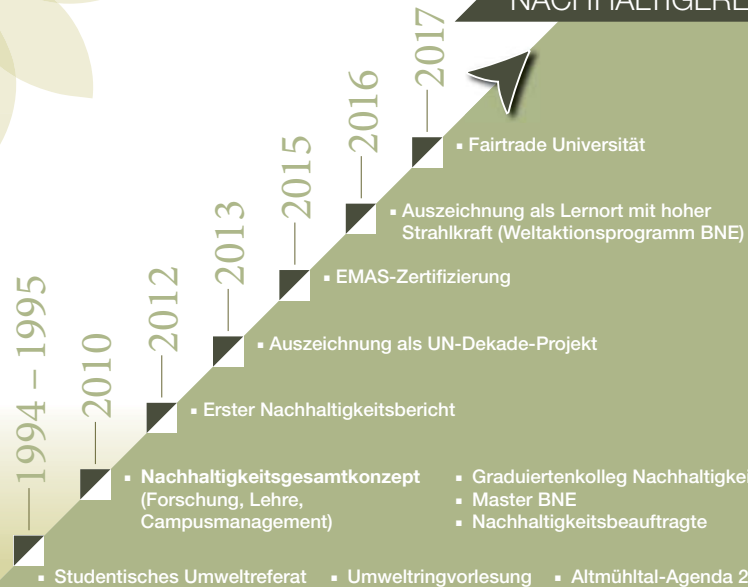 NACHHALTIGERE
2017
▪ Fairtrade Universität
2016
▪ Auszeichnung als Lernort mit hoher
Strahlkraft (Weltaktionsprogramm BNE)
2015
▪ EMAS-Zertifizierung
2013
▪ Auszeichnung als UN-Dekade-Projekt
2012
▪ Erster Nachhaltigkeitsbericht
2010
▪ Nachhaltigkeitsgesamtkonzept
(Forschung, Lehre,
Campusmanagement)
▪ Graduiertenkolleg Nachhaltigkei
▪ Master BNE
▪ Nachhaltigkeitsbeauftragte
1994 – 1995
▪ Studentisches Umweltreferat ▪ Umweltringvorlesung ▪ Altmühltal-Agenda 2